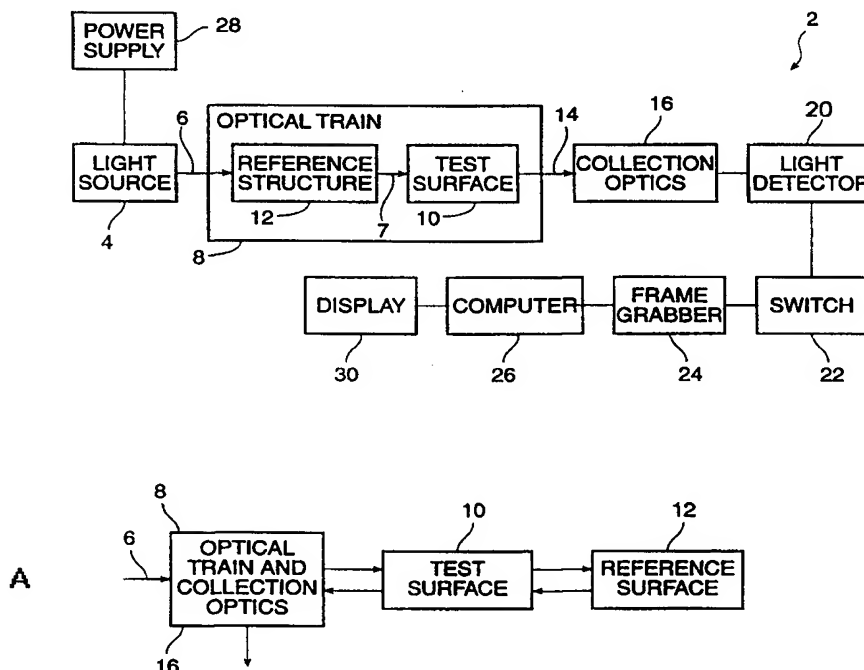 POWER
SUPPLY
28
2
6
OPTICAL TRAIN
14
16
20
LIGHT
SOURCE
REFERENCE
STRUCTURE
TEST
SURFACE
COLLECTION
OPTICS
LIGHT
DETECTOR
4
12
7
10
8
DISPLAY
COMPUTER
FRAME
GRABBER
SWITCH
30
26
24
22
8
10
12
6
A
OPTICAL
TRAIN AND
COLLECTION
OPTICS
TEST
SURFACE
REFERENCE
SURFACE
16